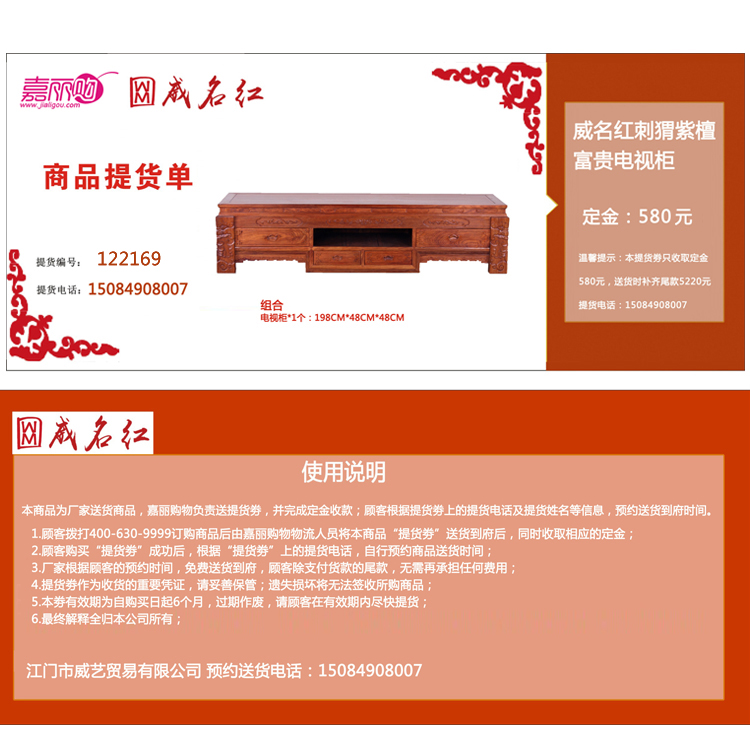 嘉丽购
www.jialigou.com
威名红
商品提货单
提货编号： 122169
提货电话：15084908007
组合
电视柜*1个：198CM*48CM*48CM
威名红刺猬紫檀
富贵电视柜
定金：580元
温馨提示：本提货券只收取定金
580元，送货时补齐尾款5220元
提货电话：15084908007
威名红
使用说明
本商品为厂家送货商品，嘉丽购物负责送提货券，并完成定金收款；顾客根据提货券上的提货电话及提货姓名等信息，预约送货到府时间。
1.顾客拨打400-630-9999订购商品后由嘉丽购物物流人员将本商品“提货券”送货到府后，同时收取相应的定金；
2.顾客购买“提货券”成功后，根据“提货券”上的提货电话，自行预约商品送货时间；
3.厂家根据顾客的预约时间，免费送货到府，顾客除支付货款的尾款，无需再承担任何费用；
4.提货券作为收货的重要凭证，请妥善保管；遗失损坏将无法签收所购商品；
5.本券有效期为自购买日起6个月，过期作废，请顾客在有效期内尽快提货；
6.最终解释全归本公司所有；
江门市威艺贸易有限公司 预约送货电话：15084908007